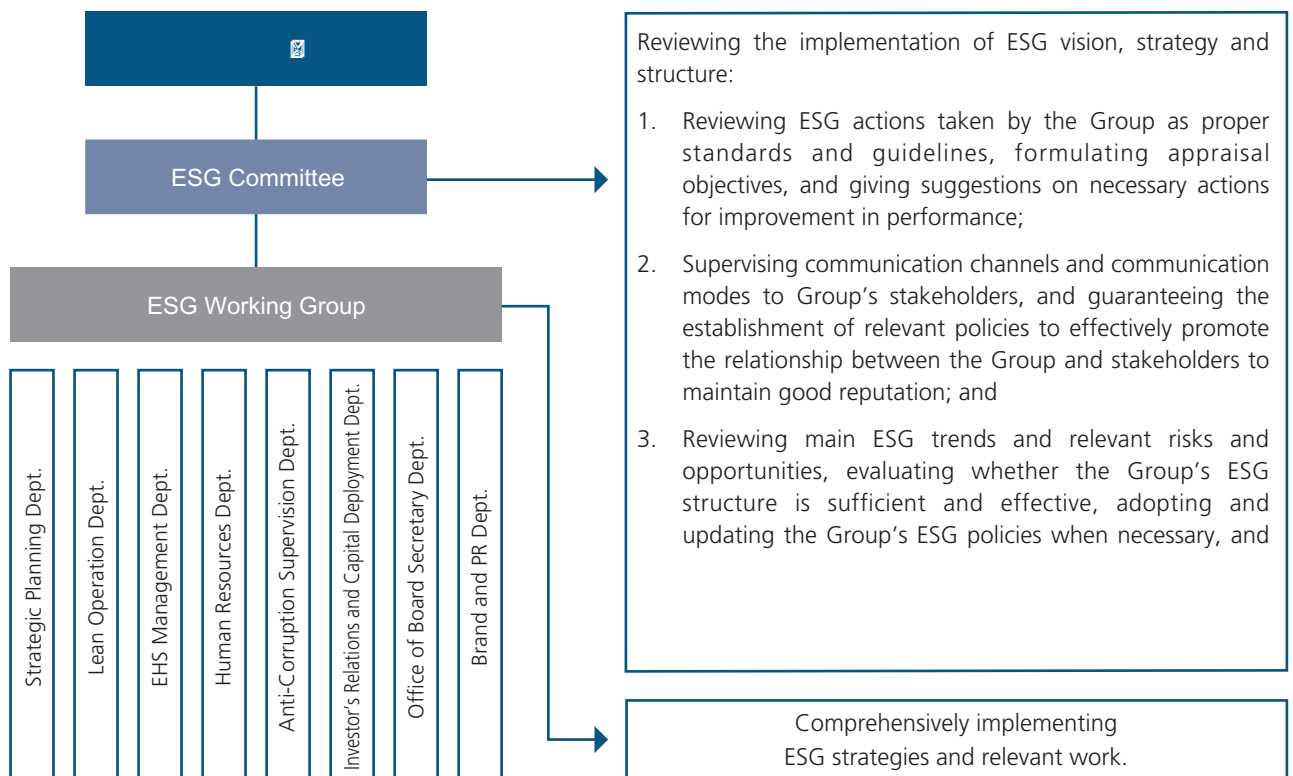 ESG Committee
ESG Working Group
Strategic Planning Dept.
Lean Operation Dept.
EHS Management Dept.
Human Resources Dept.
Anti-Corruption Supervision Dept.
Investor's Relations and Capital Deployment Dept.
Office of Board Secretary Dept.
Brand and PR Dept.
Reviewing the implementation of ESG vision, strategy and
structure:
1. Reviewing ESG actions taken by the Group as proper
standards and guidelines, formulating appraisal
objectives, and giving suggestions on necessary actions
for improvement in performance;
2. Supervising communication channels and communication
modes to Group's stakeholders, and guaranteeing the
establishment of relevant policies to effectively promote
the relationship between the Group and stakeholders to
maintain good reputation; and
3. Reviewing main ESG trends and relevant risks and
opportunities, evaluating whether the Group's ESG
structure is sufficient and effective, adopting and
updating the Group's ESG policies when necessary, and
Comprehensively implementing
ESG strategies and relevant work.